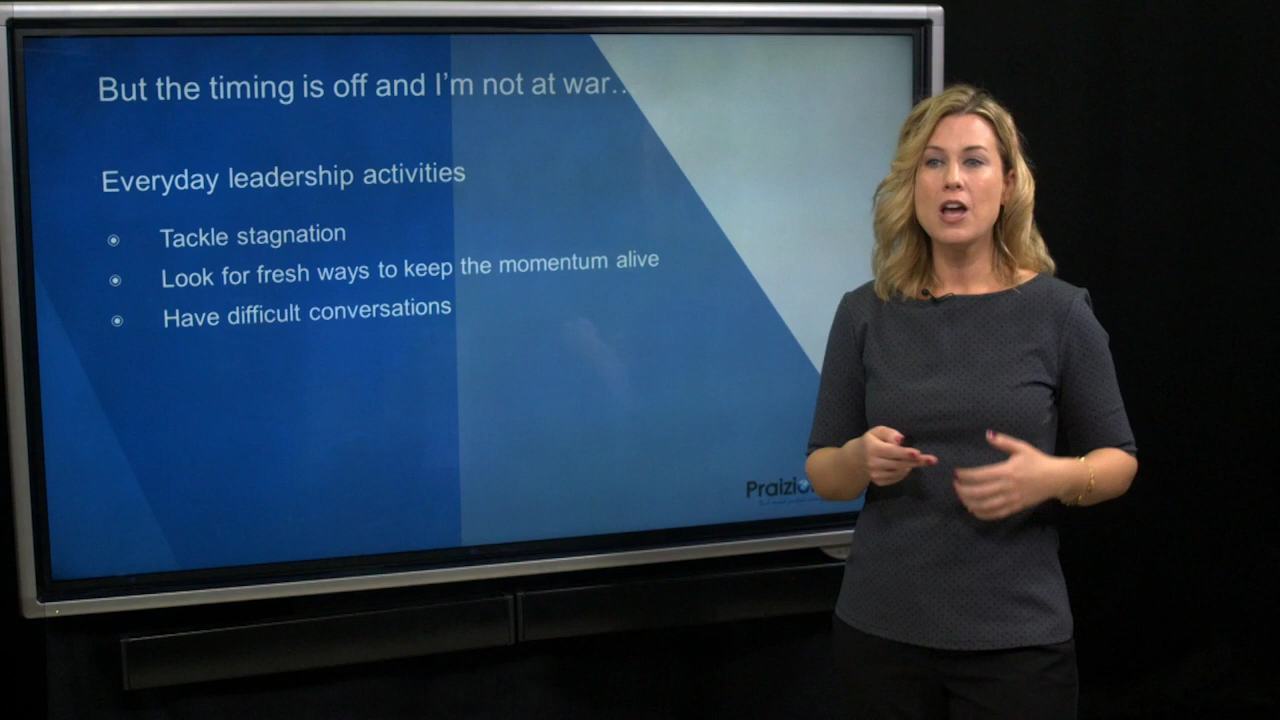 But the timing is off and I'm not at war…
Everyday leadership activities
Tackle stagnation
Look for fresh ways to keep the momentum alive
Have difficult conversations